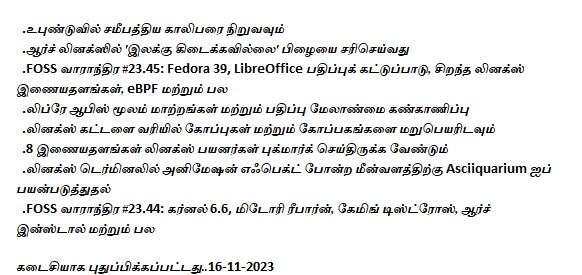 .உபுண்டுவில் சமீபத்திய காலிபரை நிறுவவும்
.ஆர்ச் லினக்ஸில் 'இலக்கு கிடைக்கவில்லை' பிழையை சரிசெய்வது
.FOSS வாராந்திர #23.45: Fedora 39, LibreOffice பதிப்புக் கட்டுப்பாடு, சிறந்த லினக்ஸ்
இணையதளங்கள், eBPF மற்றும் பல
.லிப்ரே ஆபிஸ் மூலம் மாற்றங்கள் மற்றும் பதிப்பு மேலாண்மை கண்காணிப்பு
.லினக்ஸ் கட்டளை வரியில் கோப்புகள் மற்றும் கோப்பகங்களை மறுபெயரிடவும்
.8 இணையதளங்கள் லினக்ஸ் பயனர்கள் புக்மார்க் செய்திருக்க வேண்டும்
.லினக்ஸ் டெர்மினலில் அனிமேஷன் எஃபெக்ட் போன்ற மீன்வளத்திற்கு Asciiquarium ஐப்
பயன்படுத்துதல்
.FOSS வாராந்திர #23.44: கர்னல் 6.6, மிடோரி ரீபார்ன், கேமிங் டிஸ்ட்ரோஸ், ஆர்ச்
இன்ஸ்டால் மற்றும் பல
கடைசியாக புதுப்பிக்கப்பட்டது..16-11-2023